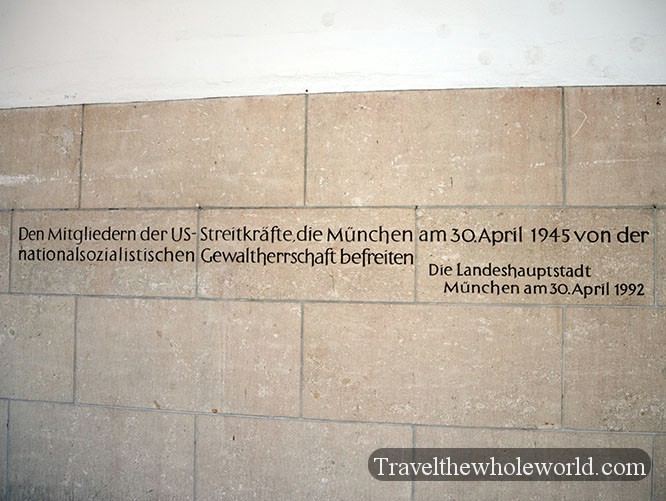 Den Mitgliedern der US-Streitkräfte, die München am 30. April 1945 von der
nationalsozialistischen Gewaltherrschaft befreiten
Die Landeshauptstadt
München am 30. April 1992
Travelthewholeworld.com